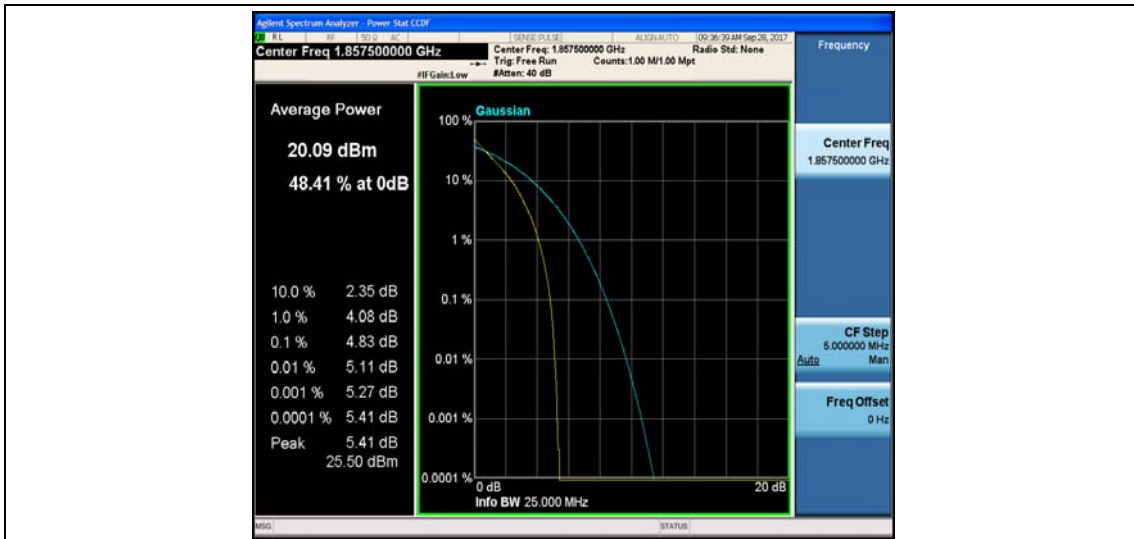 Agilent Spectrum Analyzer - Power Stat CCDF
RL RF 50 Ω AC SENSE:PULSE ALIGN AUTO 09:36:39 AM Sep 28, 2017
Center Freq 1.857500000 GHz
Center Freq: 1.857500000 GHz Radio Std: None
Trig: Free Run Counts:1.00 M/1.00 Mpt
#IFGain:Low #Atten: 40 dB
Frequency
Average Power
20.09 dBm
48.41 % at 0dB
10.0 % 2.35 dB
1.0 % 4.08 dB
0.1 % 4.83 dB
0.01 % 5.11 dB
0.001 % 5.27 dB
0.0001 % 5.41 dB
Peak 5.41 dB
25.50 dBm
Gaussian
100 %
10 %
1 %
0.1 %
0.01 %
0.001 %
0.0001 %
0 dB 20 dB
Info BW 25.000 MHz
Center Freq
1.857500000 GHz
CF Step
5.000000 MHz
Auto Man
Freq Offset
0 Hz
MSG STATUS